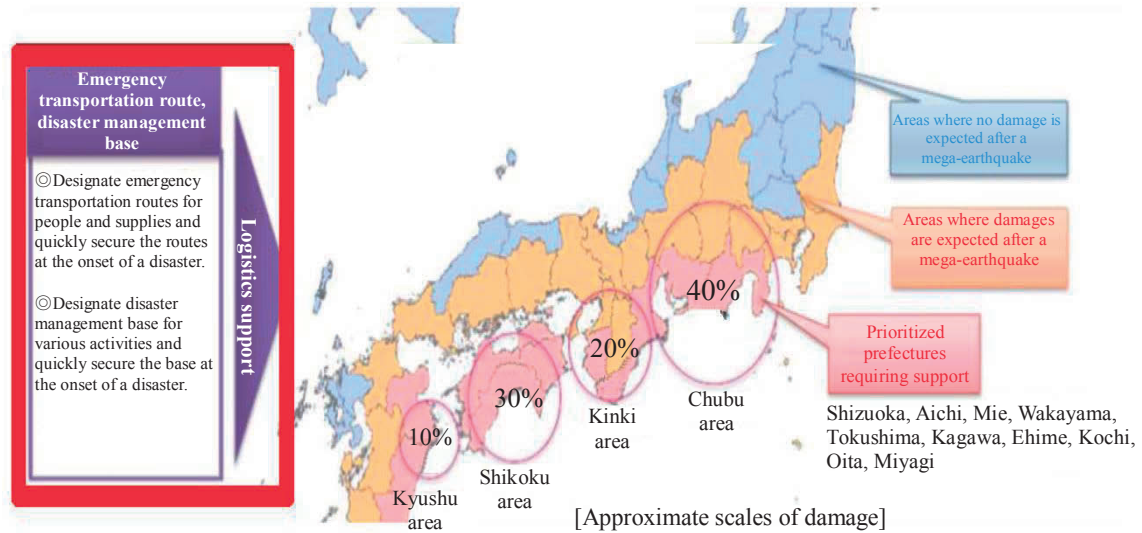 Emergency
transportation route,
disaster management
base
◎Designate emergency
transportation routes for
people and supplies and
quickly secure the routes
at the onset of a disaster.
◎Designate disaster
management base for
various activities and
quickly secure the base at
the onset of a disaster.
Logistics support
Areas where no damage is
expected after a
mega-earthquake
Areas where damages
are expected after a
mega-earthquake
Prioritized
prefectures
requiring support
Shizuoka, Aichi, Mie, Wakayama,
Tokushima, Kagawa, Ehime, Kochi,
Oita, Miyagi
40%
Chubu
area
20%
Kinki
area
30%
Shikoku
area
10%
Kyushu
area
[Approximate scales of damage]